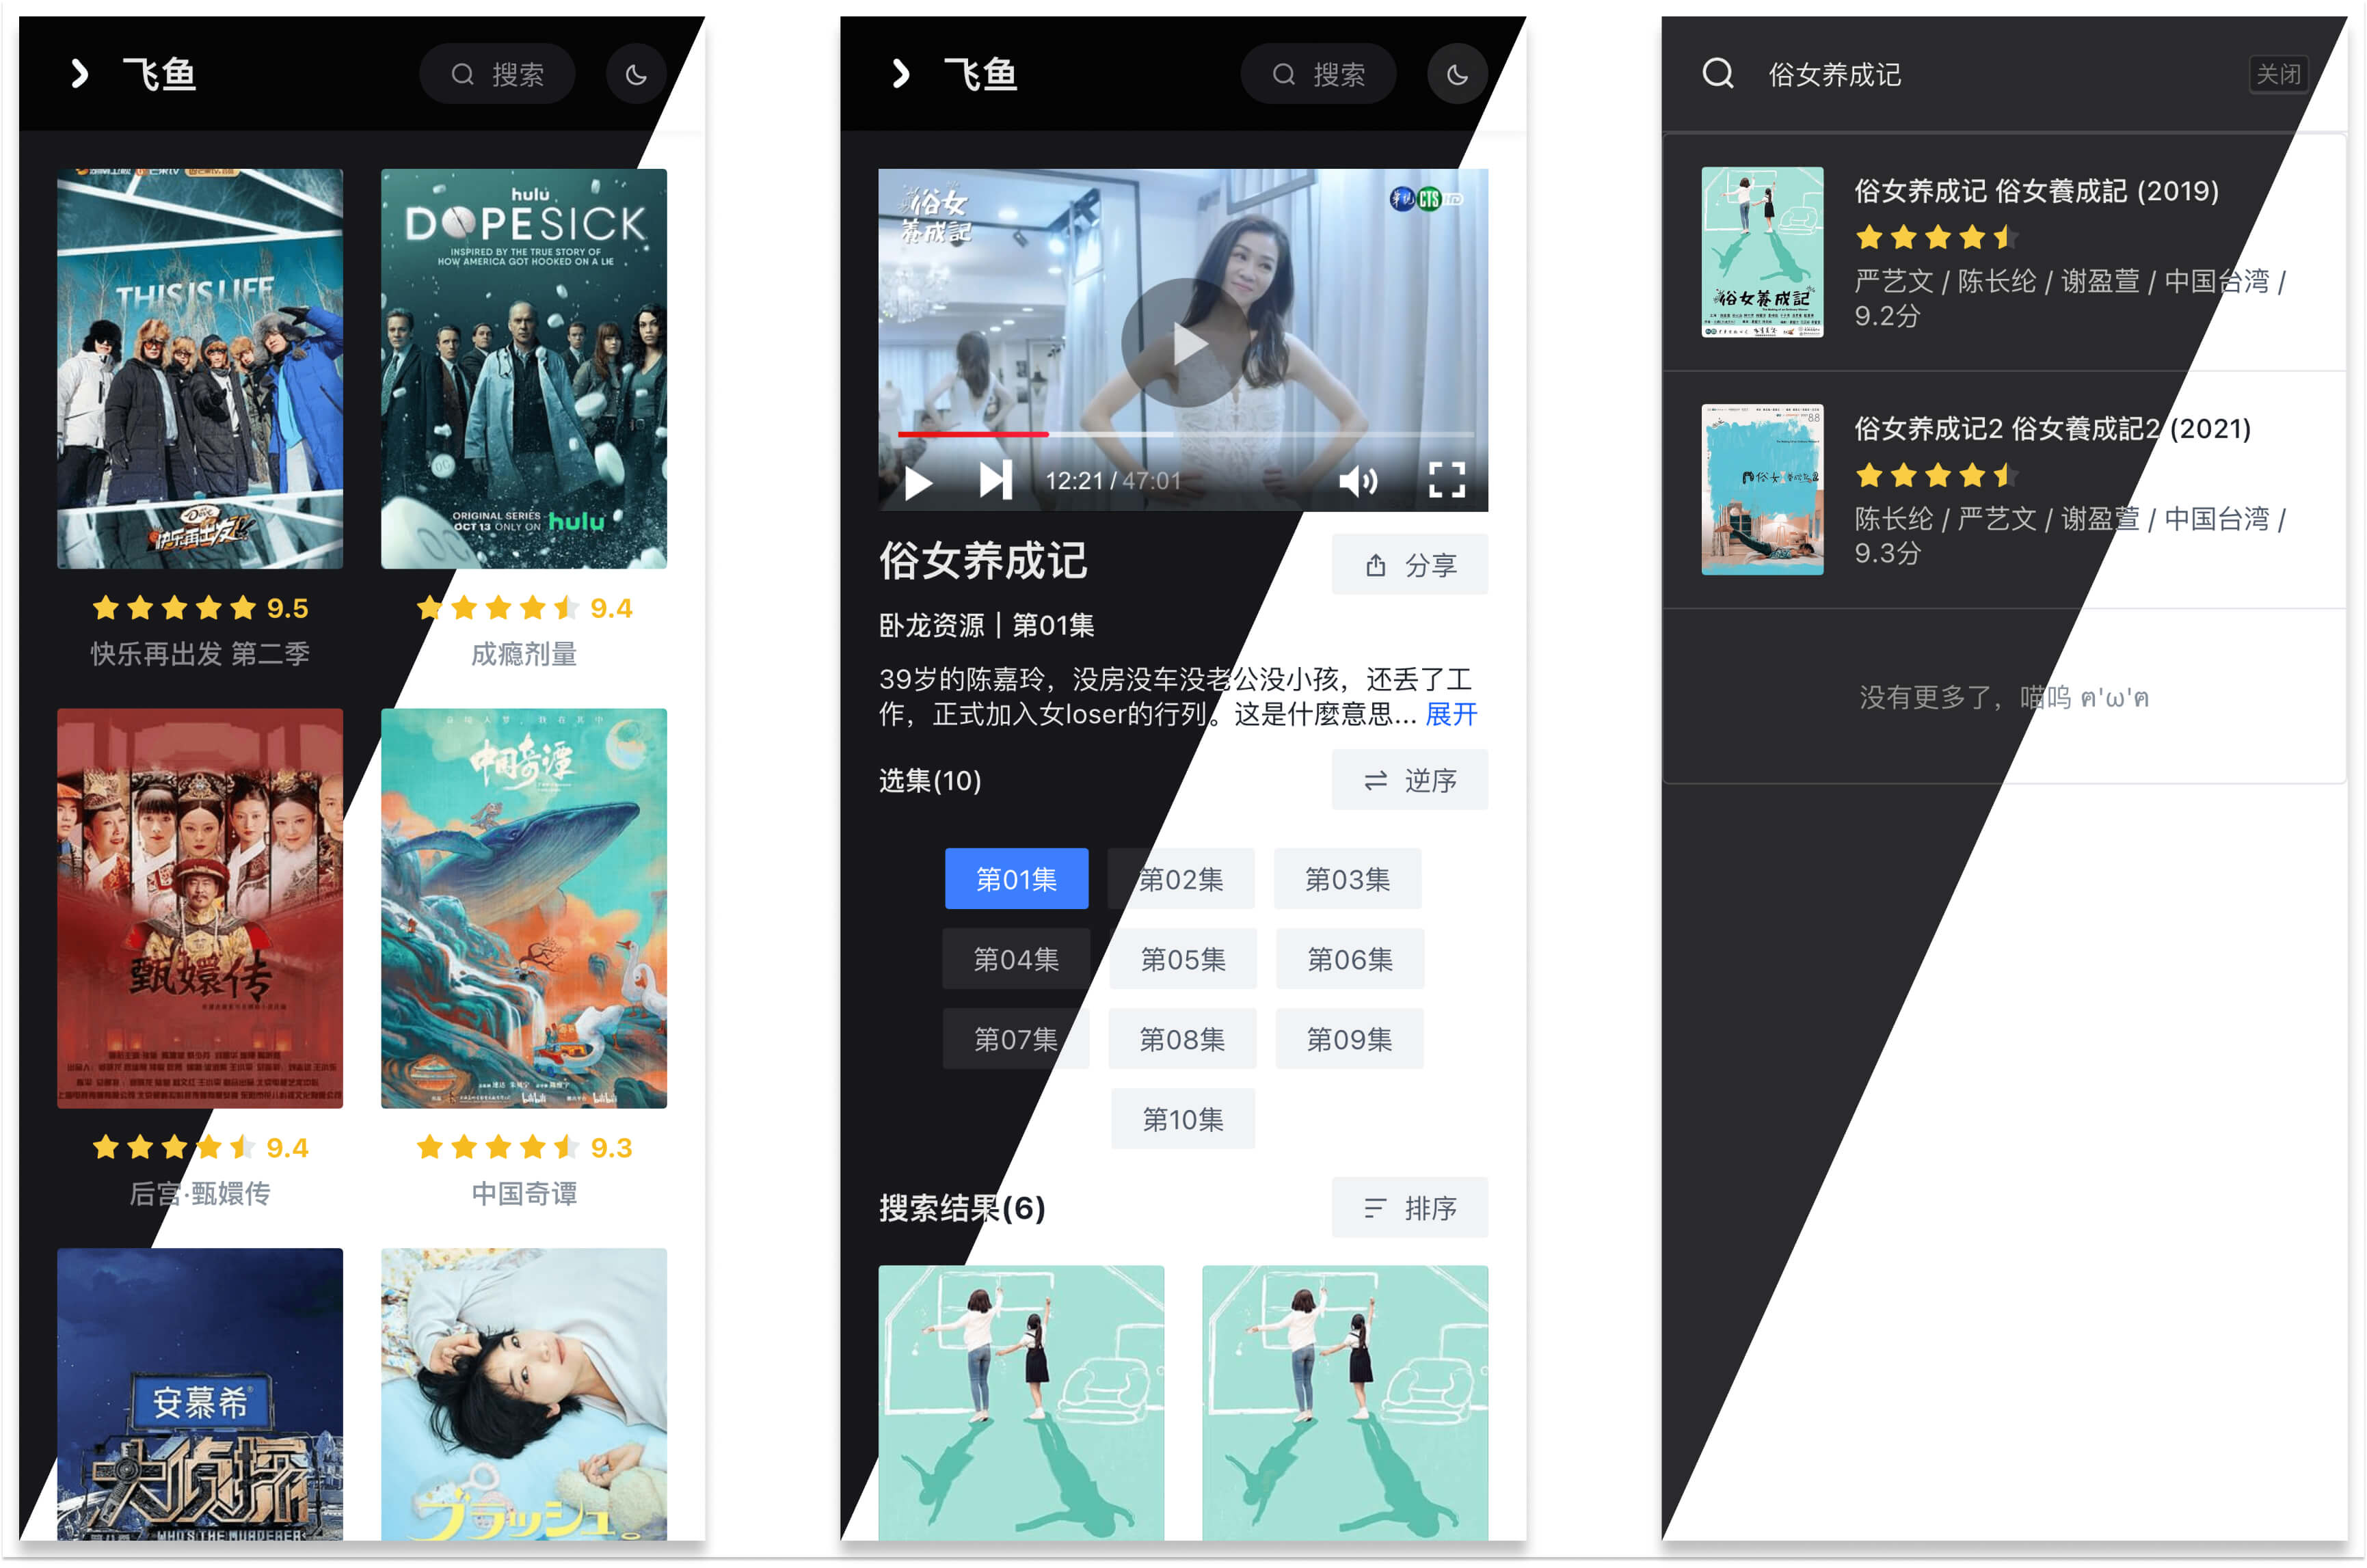 飞鱼
搜索
THIS IS LIFE
快乐再出发
hulu
DOPESICK
INSPIRED BY THE TRUE STORY OF
HOW AMERICA GOT HOOKED ON A LIE
ORIGINAL SERIES
OCT 13 ONLY ON hulu
9.5
9.4
快乐再出发 第二季
成瘾剂量
甄嬛传
中国奇谭
9.4
9.3
后宫·甄嬛传
中国奇谭
安慕希
大侦探
WHO'S THE MURDERER
ブラッシュ。
飞鱼
搜索
俗女
養成記
華視 CTS HD
12:21 / 47:01
俗女养成记
分享
卧龙资源 | 第01集
39岁的陈嘉玲，没房没车没老公没小孩，还丢了工
作，正式加入女loser的行列。这是什麼意思... 展开
选集(10)
逆序
第01集
第02集
第03集
第04集
第05集
第06集
第07集
第08集
第09集
第10集
搜索结果(6)
排序
俗女养成记
关闭
俗女養成記
俗女养成记 俗女養成記 (2019)
严艺文 / 陈长纶 / 谢盈萱 / 中国台湾 /
9.2分
俗女养成记2 俗女養成記2 (2021)
陈长纶 / 严艺文 / 谢盈萱 / 中国台湾 /
9.3分
没有更多了，喵呜 ฅ'ω'ฅ